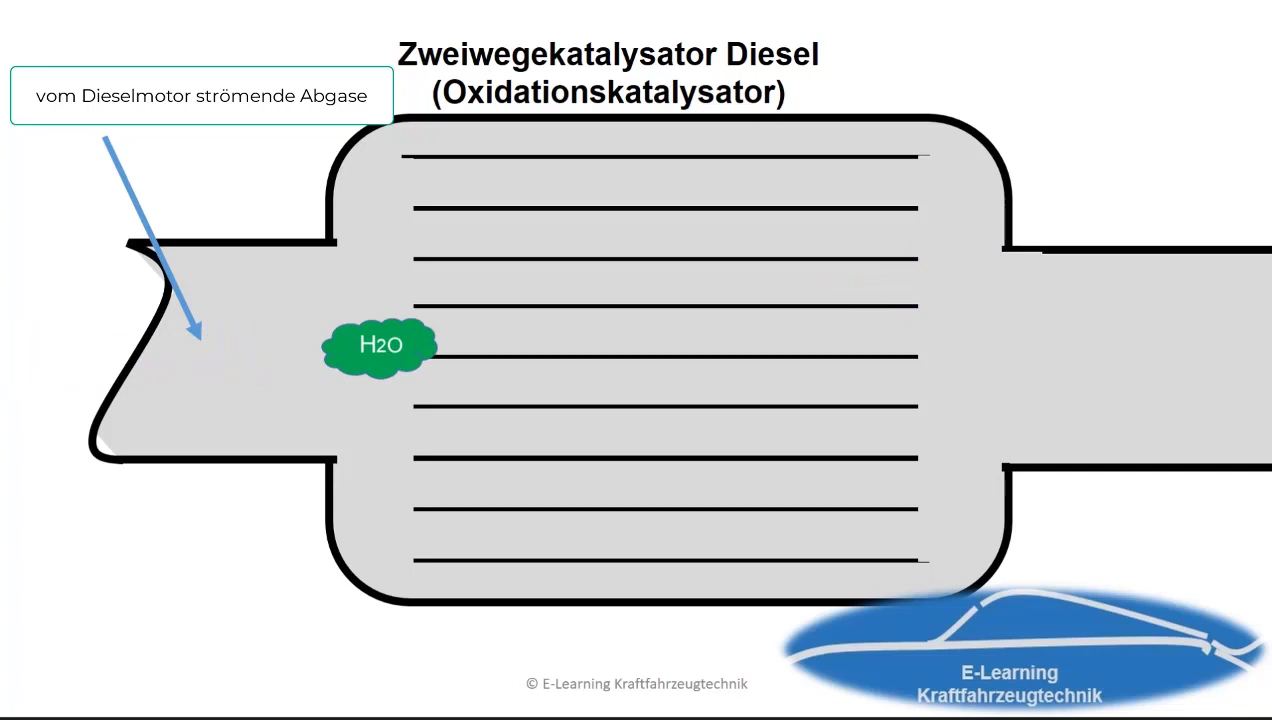 Zweiwegekatalysator Diesel
(Oxidationskatalysator)
vom Dieselmotor strömende Abgase
H2O
E-Learning
Kraftfahrzeugtechnik
© E-Learning Kraftfahrzeugtechnik